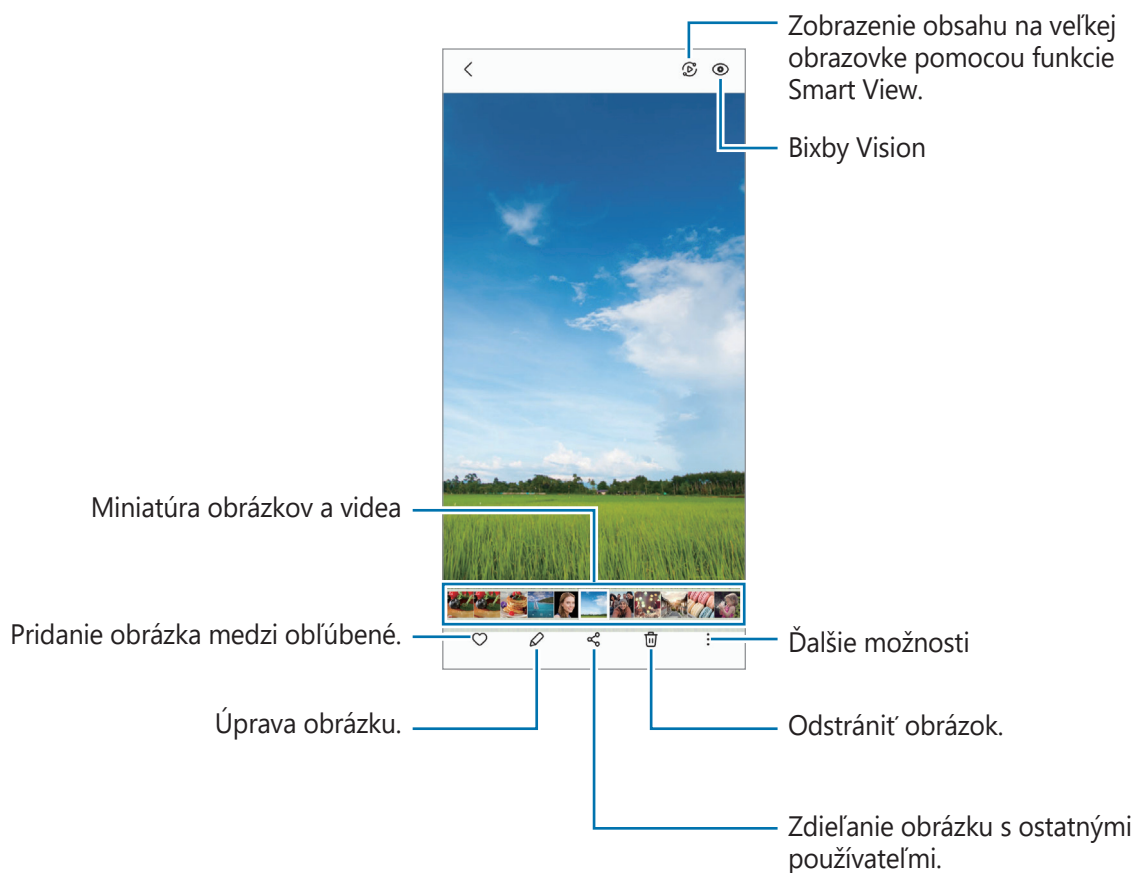 Zobrazenie obsahu na veľkej
obrazovke pomocou funkcie
Smart View.
Bixby Vision
Miniatúra obrázkov a videa
Pridanie obrázka medzi obľúbené.
Ďalšie možnosti
Úprava obrázku.
Odstrániť obrázok.
Zdieľanie obrázku s ostatnými
používateľmi.